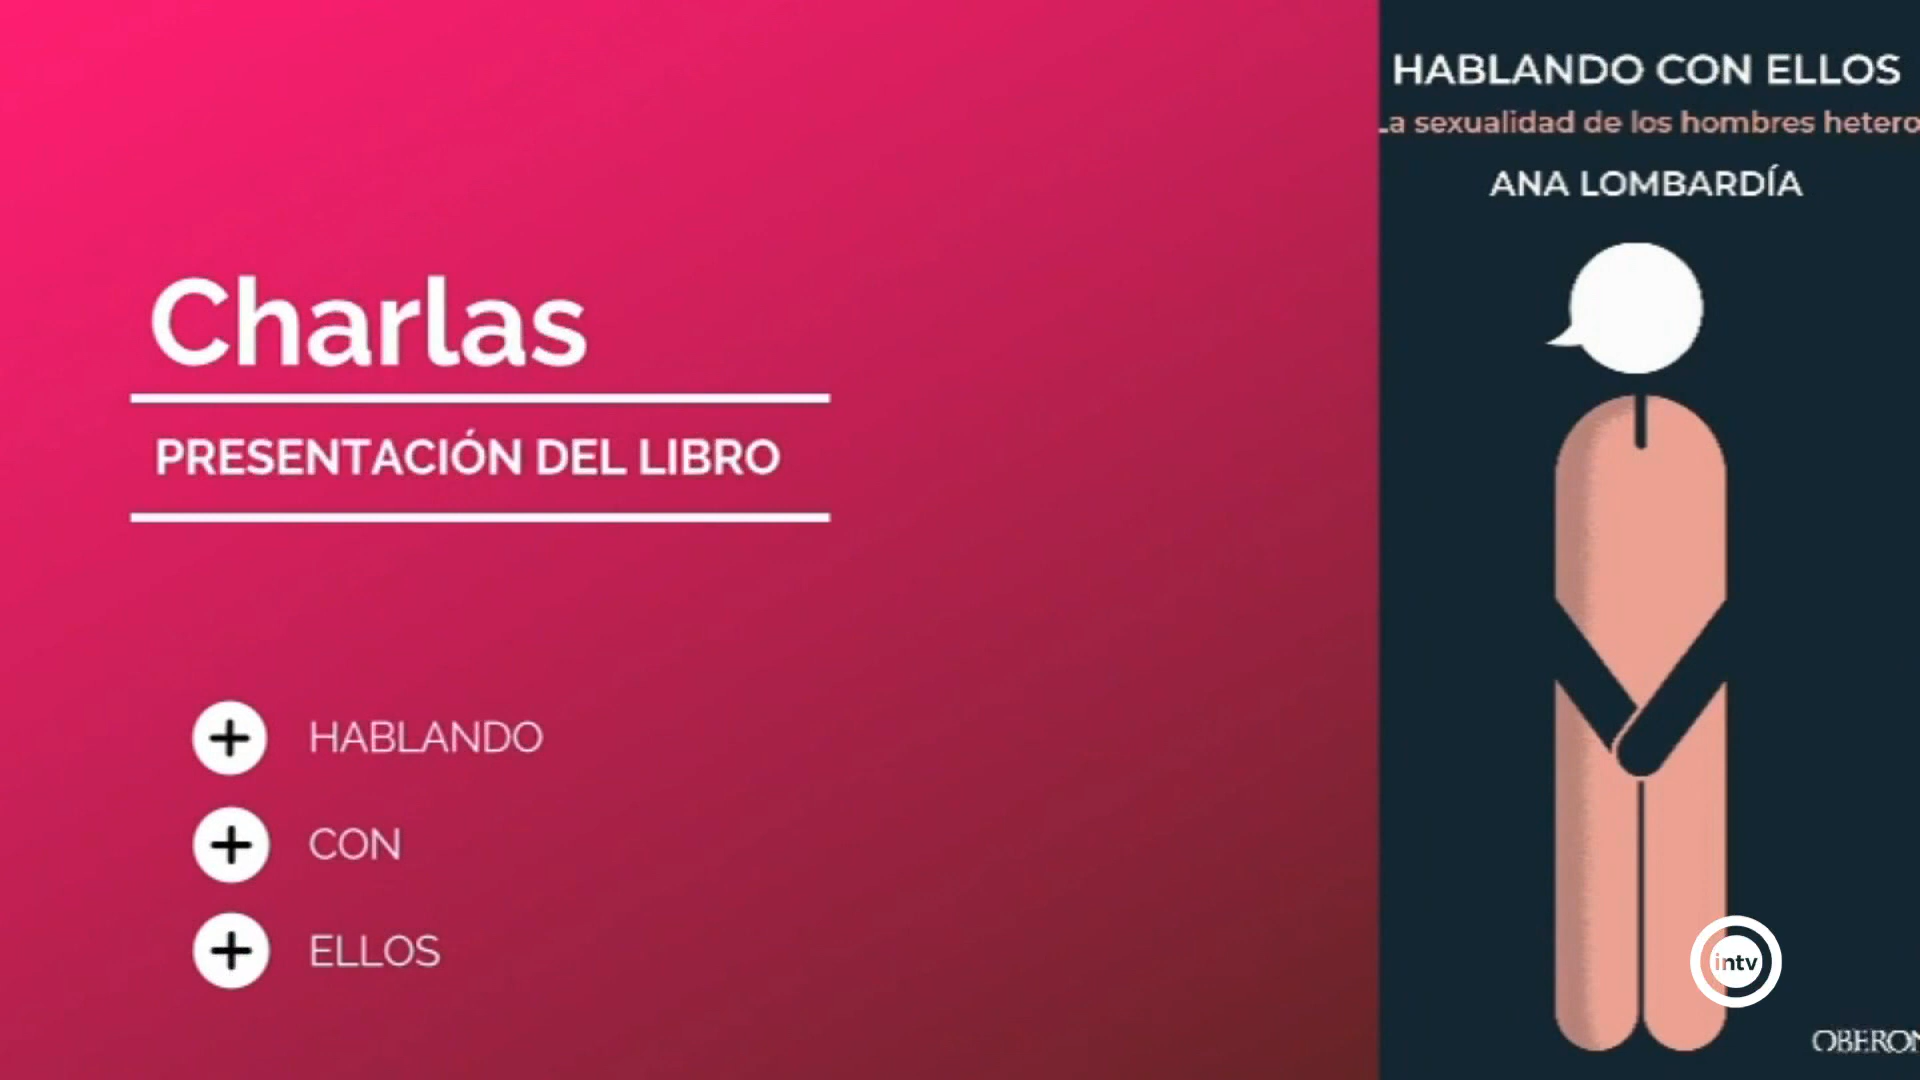 Charlas
PRESENTACIÓN DEL LIBRO
HABLANDO
CON
ELLOS
HABLANDO CON ELLOS
La sexualidad de los hombres hetero
ANA LOMBARDÍA
intv
OBERON